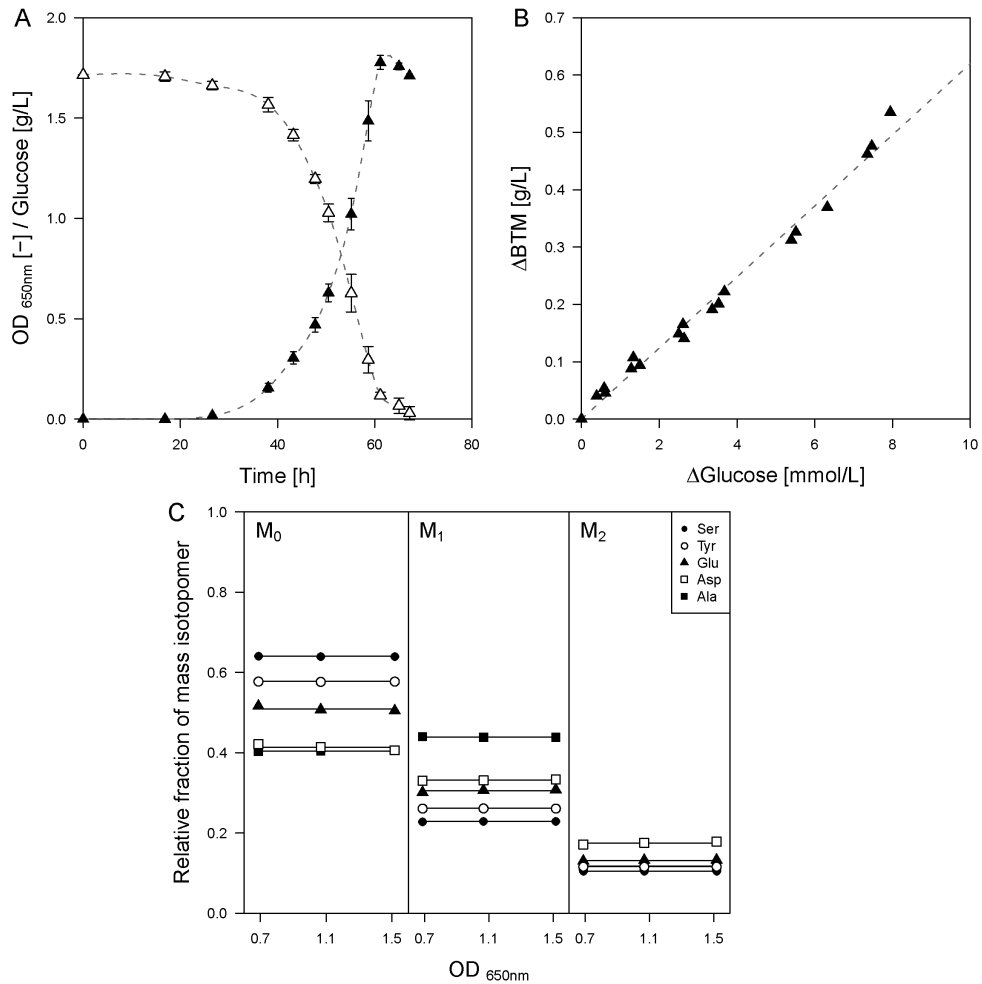 A
OD 650nm [−] / Glucose [g/L]
2.0
1.5
1.0
0.5
0.0
0 20 40 60 80
Time [h]
B
ΔBTM [g/L]
0.7
0.6
0.5
0.4
0.3
0.2
0.1
0.0
0 2 4 6 8 10
ΔGlucose [mmol/L]
C
Relative fraction of mass isotopomer
1.0
0.8
0.6
0.4
0.2
0.0
M0 M1 M2
Ser
Tyr
Glu
Asp
Ala
0.7 1.1 1.5 0.7 1.1 1.5 0.7 1.1 1.5
OD 650nm